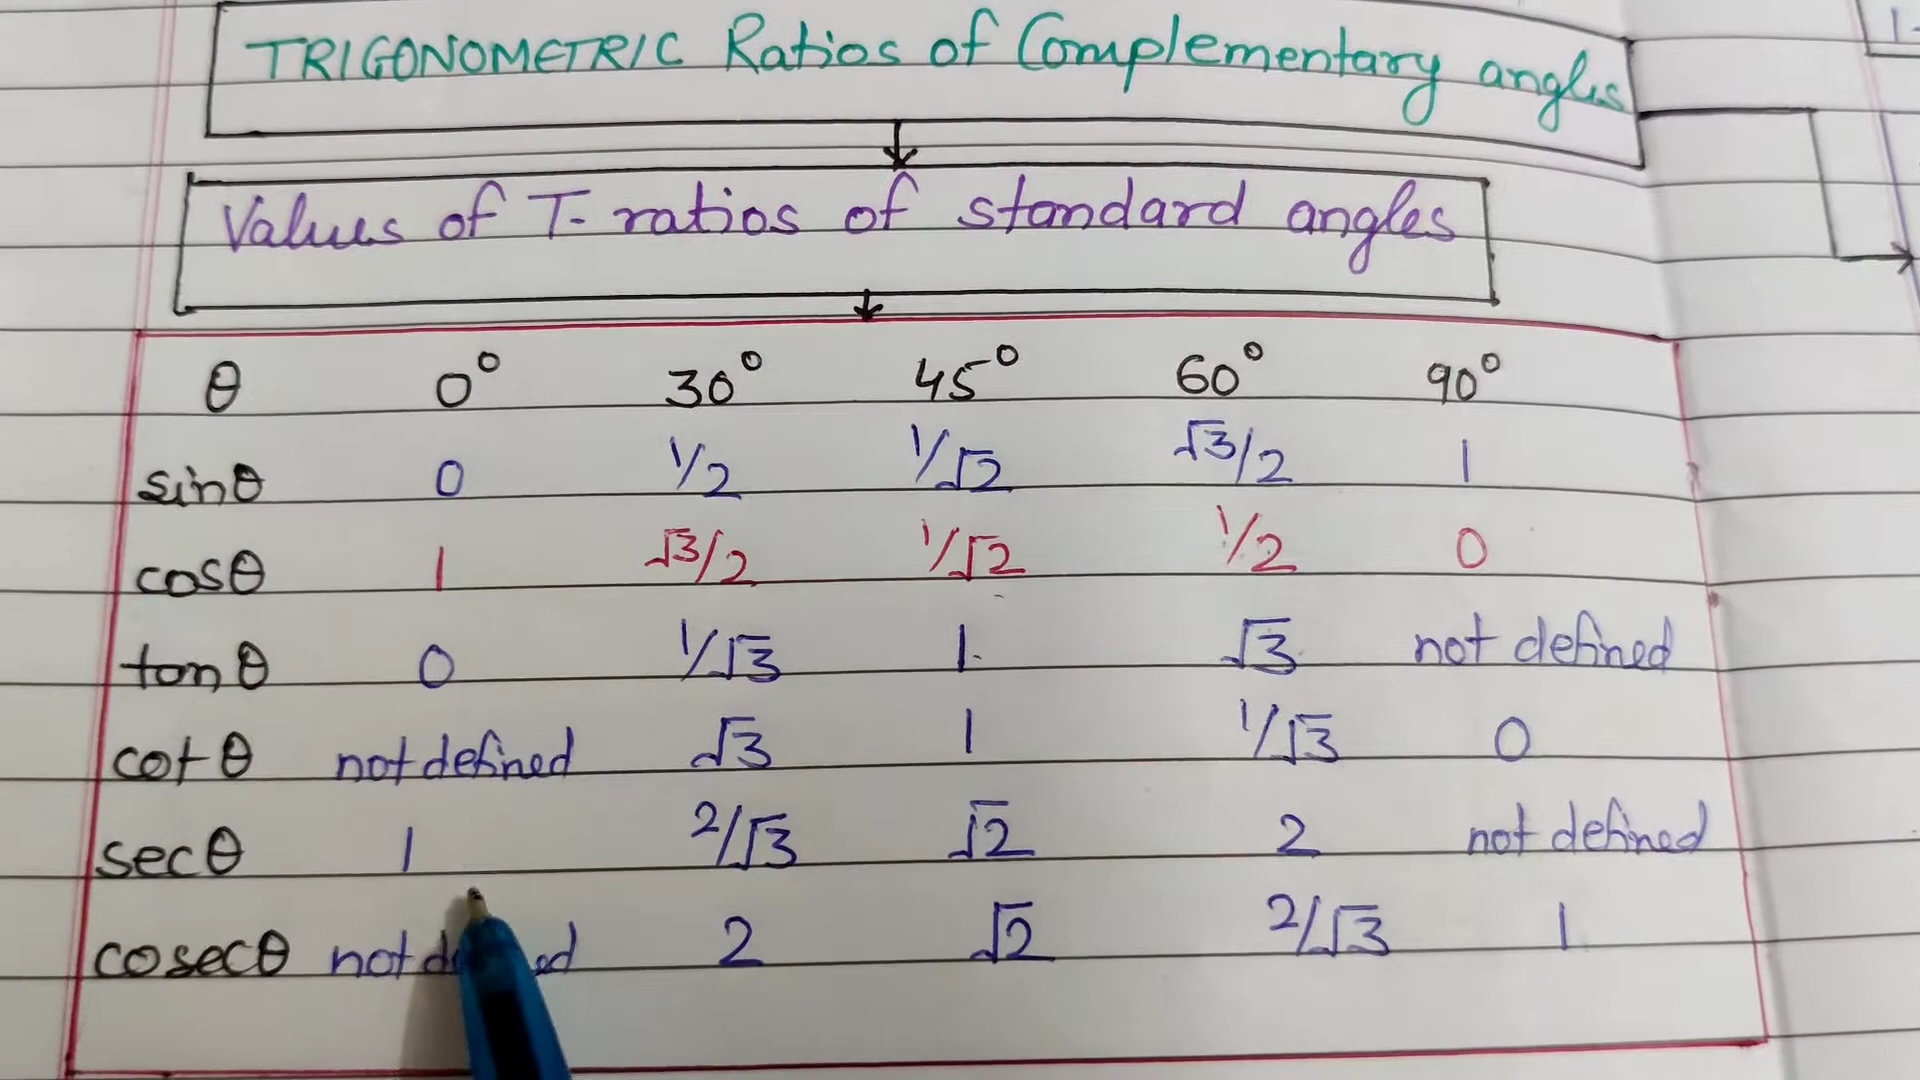 TRIGONOMETRIC Ratios of Complementary angles
Values of T-ratios of standard angles
θ 0° 30° 45° 60° 90°
sinθ 0 1/2 1/√2 √3/2 1
cosθ 1 √3/2 1/√2 1/2 0
tanθ 0 1/√3 1 √3 not defined
cotθ not defined √3 1 1/√3 0
secθ 1 2/√3 √2 2 not defined
cosecθ not defined 2 √2 2/√3 1